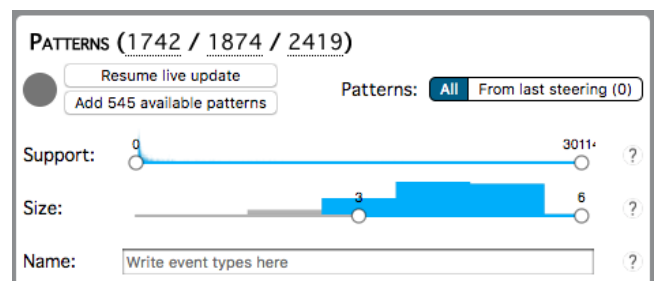 PATTERNS (1742 / 1874 / 2419)
Resume live update
Add 545 available patterns
Patterns: All From last steering (0)
0
Support: ?
3 6
Size: ?
Name: Write event types here ?